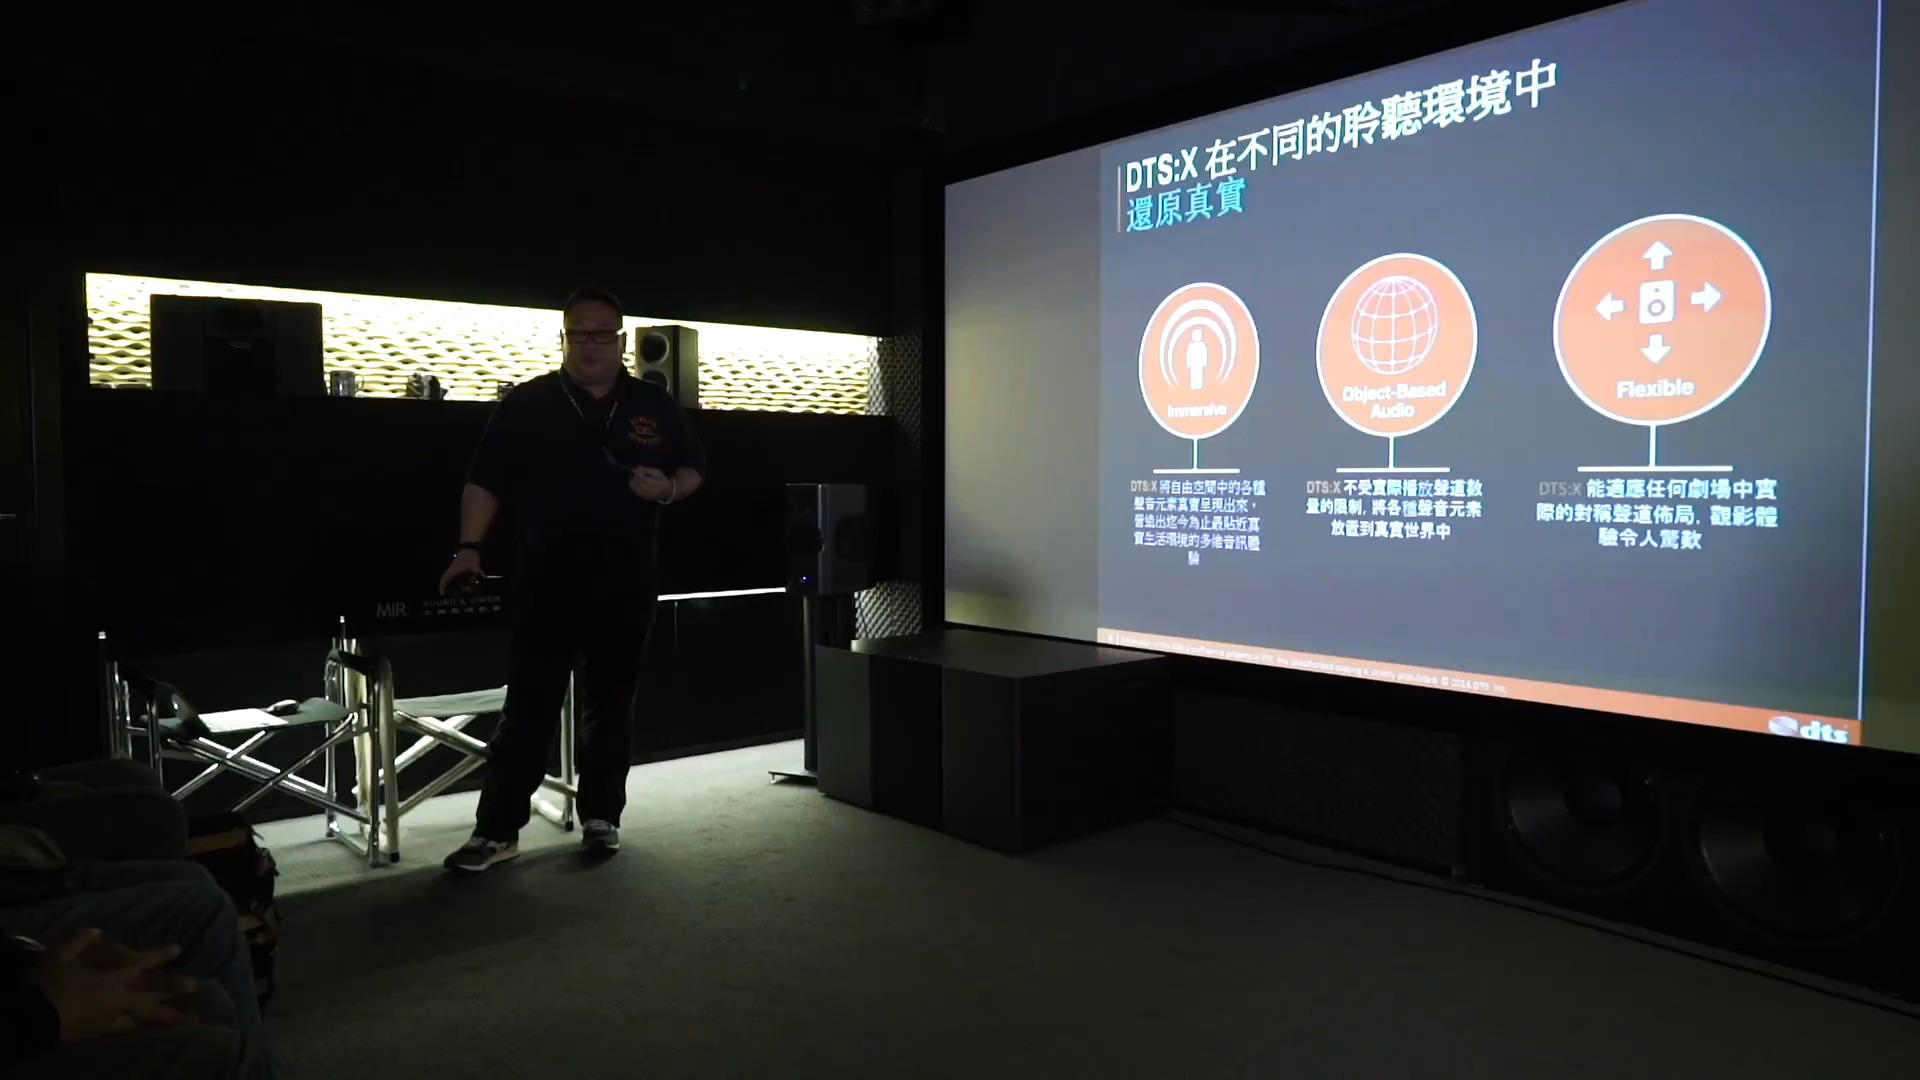 DTS:X 在不同的聆聽環境中
還原真實
Immersive
Object-Based
Audio
Flexible
DTS:X 將自由空間中的各種
聲音元素真實呈現出來，
營造出迄今為止最貼近真
實生活環境的多維音訊體
驗
DTS:X 不受實際播放聲道數
量的限制, 將各種聲音元素
放置到真實世界中
DTS:X 能適應任何劇場中實
際的對稱聲道佈局, 觀影體
驗令人驚歎
© 2016 DTS, Inc.
dts
MIR
SOUND & VISION